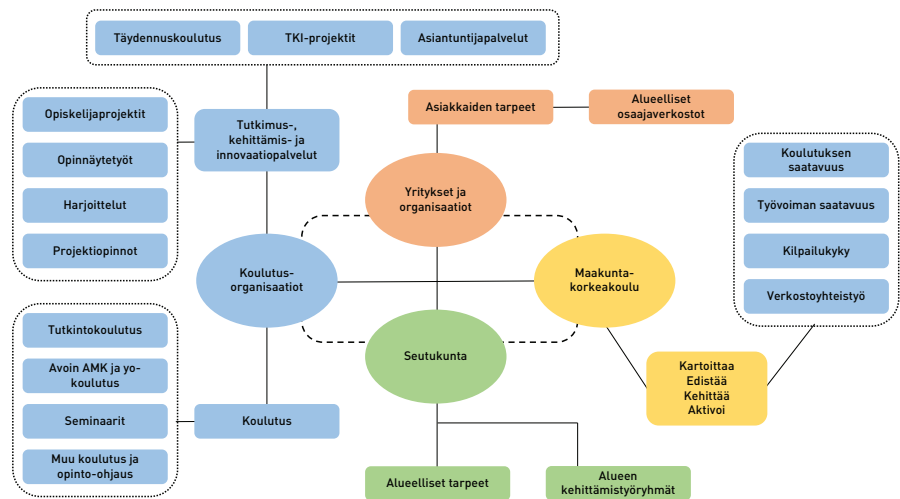 Täydennuskoulutus
TKI-projektit
Asiantuntijapalvelut
Opiskelijaprojektit
Opinnäytetyöt
Harjoittelut
Projektiopinnot
Tutkimus-,
kehittämis- ja
innovaatiopalvelut
Asiakkaiden tarpeet
Alueelliset
osaajaverkostot
Yritykset ja
organisaatiot
Koulutuksen
saatavuus
Työvoiman saatavuus
Kilpailukyky
Verkostoyhteistyö
Koulutus-
organisaatiot
Maakunta-
korkeakoulu
Seutukunta
Kartoittaa
Edistää
Kehittää
Aktivoi
Tutkintokoulutus
Avoin AMK ja yo-
koulutus
Seminaarit
Muu koulutus ja
opinto-ohjaus
Koulutus
Alueelliset tarpeet
Alueen
kehittämistyöryhmät